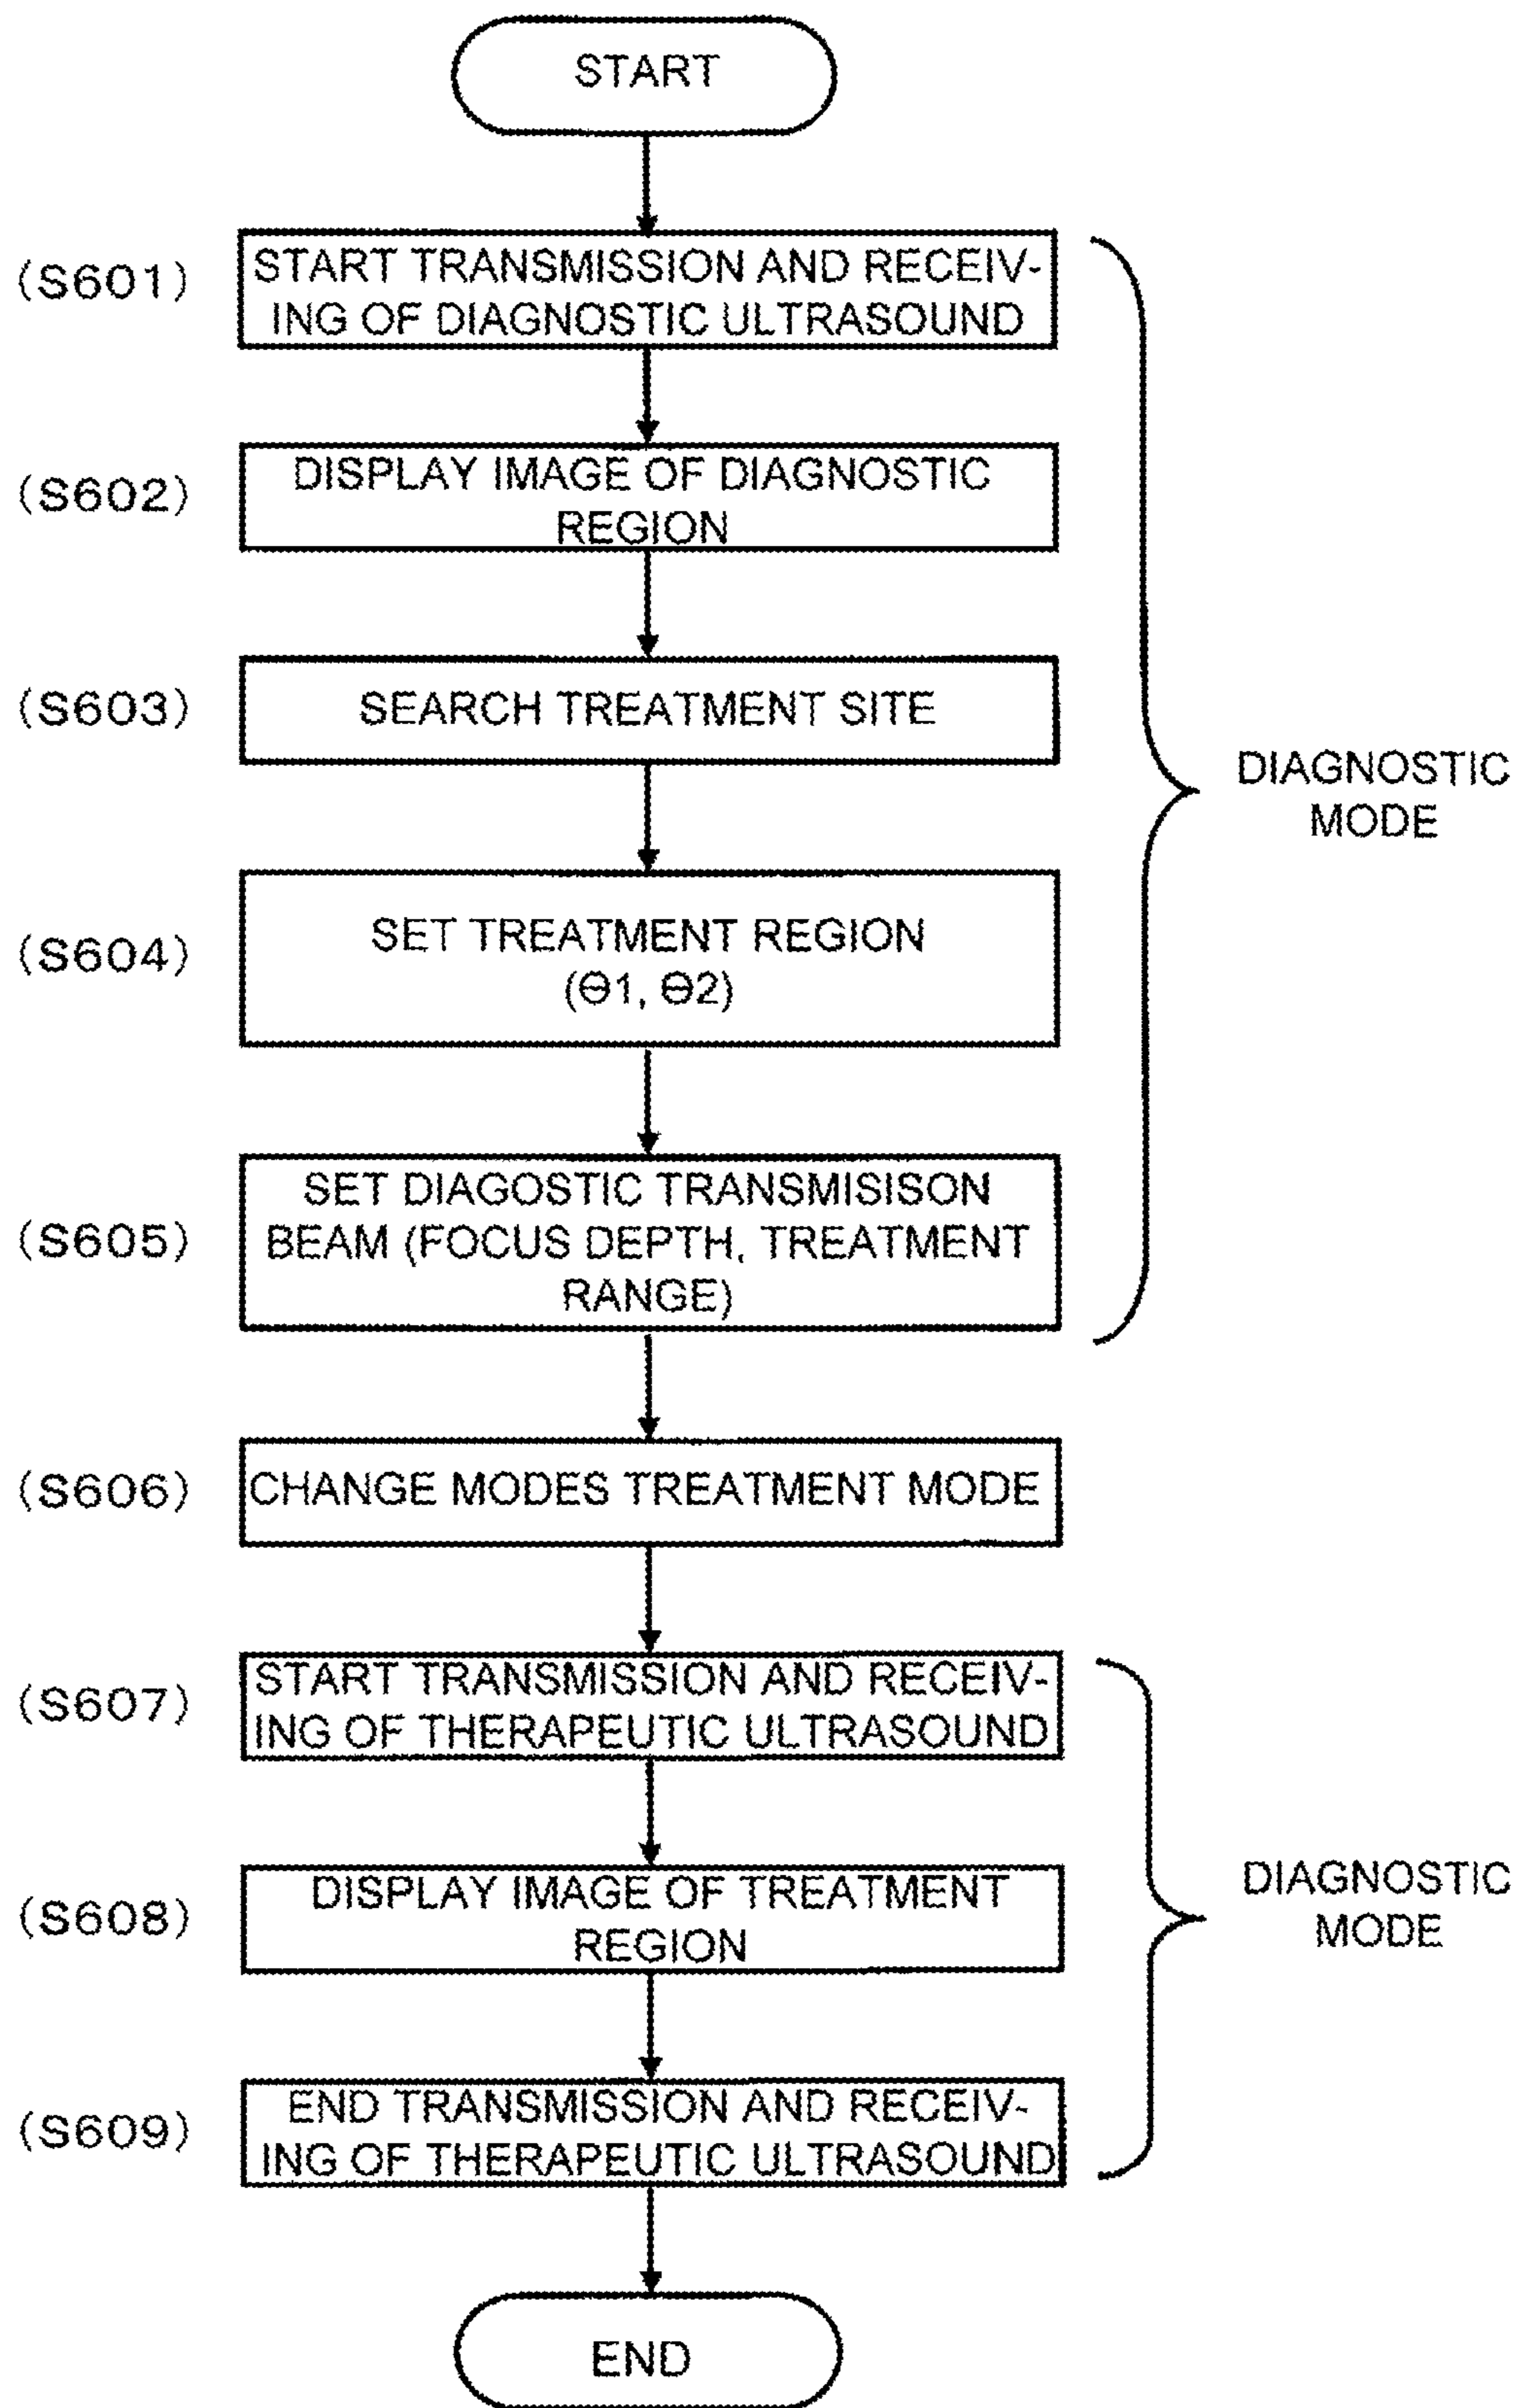 START
(S601)
START TRANSMISSION AND RECEIV-
ING OF DIAGNOSTIC ULTRASOUND
(S602)
DISPLAY IMAGE OF DIAGNOSTIC
REGION
(S603)
SEARCH TREATMENT SITE
DIAGNOSTIC
MODE
(S604)
SET TREATMENT REGION
(Θ1, Θ2)
(S605)
SET DIAGOSTIC TRANSMISISON
BEAM (FOCUS DEPTH, TREATMENT
RANGE)
(S606)
CHANGE MODES TREATMENT MODE
(S607)
START TRANSMISSION AND RECEIV-
ING OF THERAPEUTIC ULTRASOUND
(S608)
DISPLAY IMAGE OF TREATMENT
REGION
DIAGNOSTIC
MODE
(S609)
END TRANSMISSION AND RECEIV-
ING OF THERAPEUTIC ULTRASOUND
END